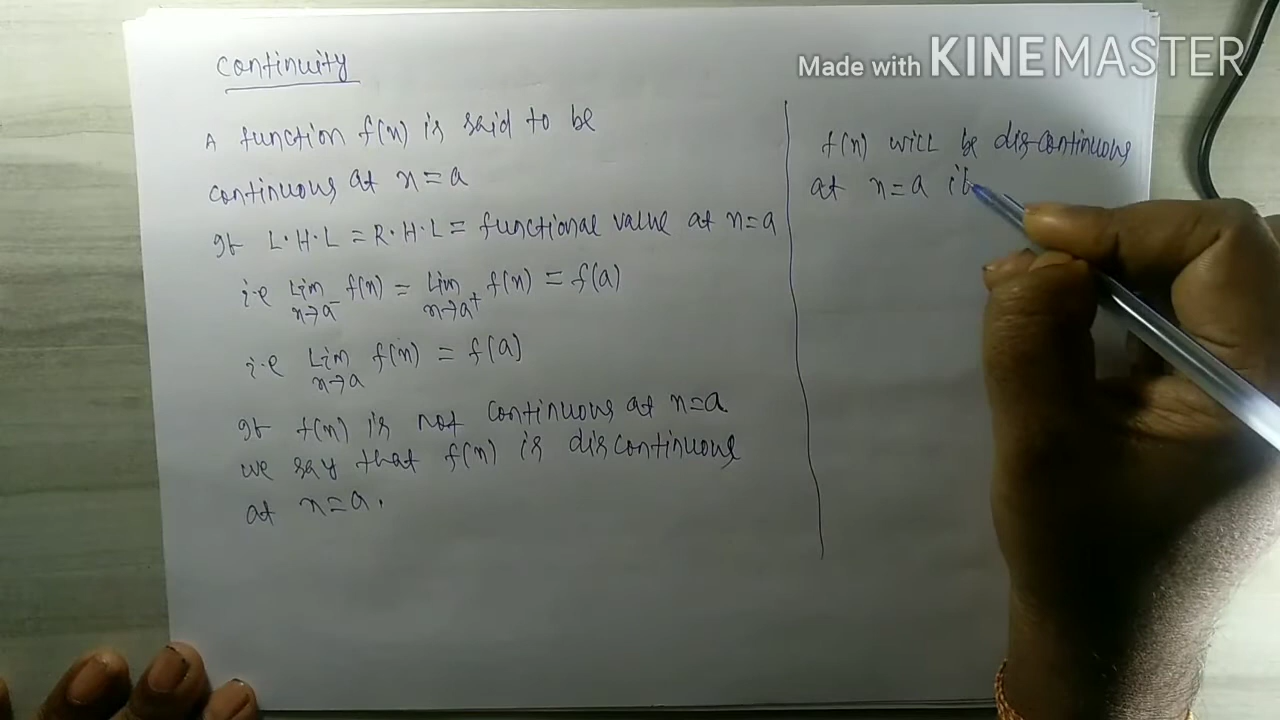 Continuity
Made with KINEMASTER
A function f(x) is said to be
continuous at x = a
If L.H.L = R.H.L = functional value at x = a
i.e Lim x→a⁻ f(x) = Lim x→a⁺ f(x) = f(a)
i.e Lim x→a f(x) = f(a)
If f(x) is not continuous at x = a
we say that f(x) is discontinuous
at x = a.
f(x) will be discontinuous
at x = a if